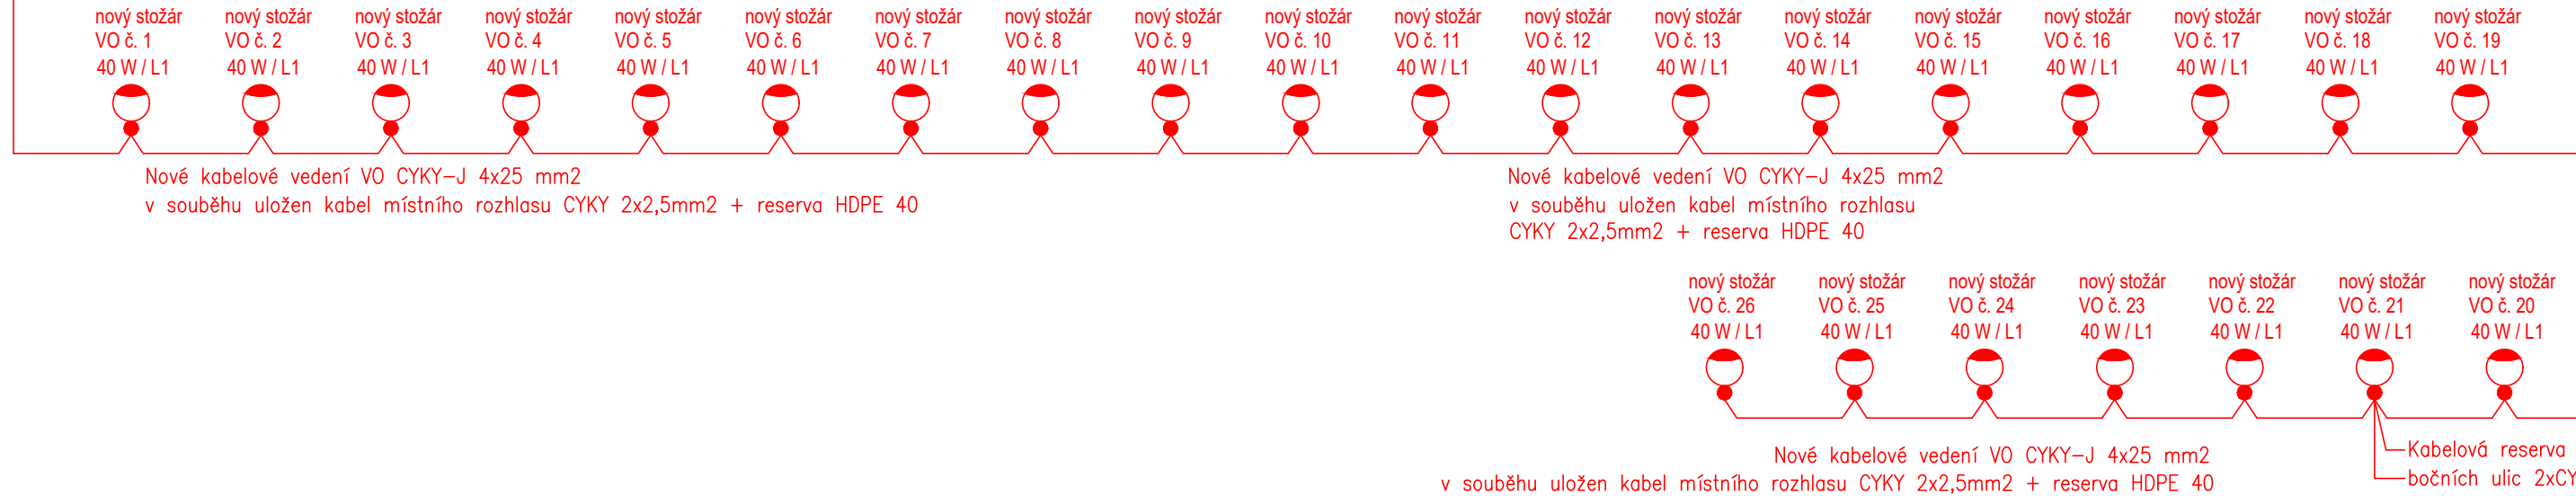 nový stožár
VO č. 1
40 W / L1
nový stožár
VO č. 2
40 W / L1
nový stožár
VO č. 3
40 W / L1
nový stožár
VO č. 4
40 W / L1
nový stožár
VO č. 5
40 W / L1
nový stožár
VO č. 6
40 W / L1
nový stožár
VO č. 7
40 W / L1
nový stožár
VO č. 8
40 W / L1
nový stožár
VO č. 9
40 W / L1
nový stožár
VO č. 10
40 W / L1
nový stožár
VO č. 11
40 W / L1
nový stožár
VO č. 12
40 W / L1
nový stožár
VO č. 13
40 W / L1
nový stožár
VO č. 14
40 W / L1
nový stožár
VO č. 15
40 W / L1
nový stožár
VO č. 16
40 W / L1
nový stožár
VO č. 17
40 W / L1
nový stožár
VO č. 18
40 W / L1
nový stožár
VO č. 19
40 W / L1
Nové kabelové vedení VO CYKY-J 4x25 mm2
v souběhu uložen kabel místního rozhlasu CYKY 2x2,5mm2 + reserva HDPE 40
Nové kabelové vedení VO CYKY-J 4x25 mm2
v souběhu uložen kabel místního rozhlasu
CYKY 2x2,5mm2 + reserva HDPE 40
nový stožár
VO č. 26
40 W / L1
nový stožár
VO č. 25
40 W / L1
nový stožár
VO č. 24
40 W / L1
nový stožár
VO č. 23
40 W / L1
nový stožár
VO č. 22
40 W / L1
nový stožár
VO č. 21
40 W / L1
nový stožár
VO č. 20
40 W / L1
Nové kabelové vedení VO CYKY-J 4x25 mm2
v souběhu uložen kabel místního rozhlasu CYKY 2x2,5mm2 + reserva HDPE 40
Kabelová reserva
bočních ulic 2xCY